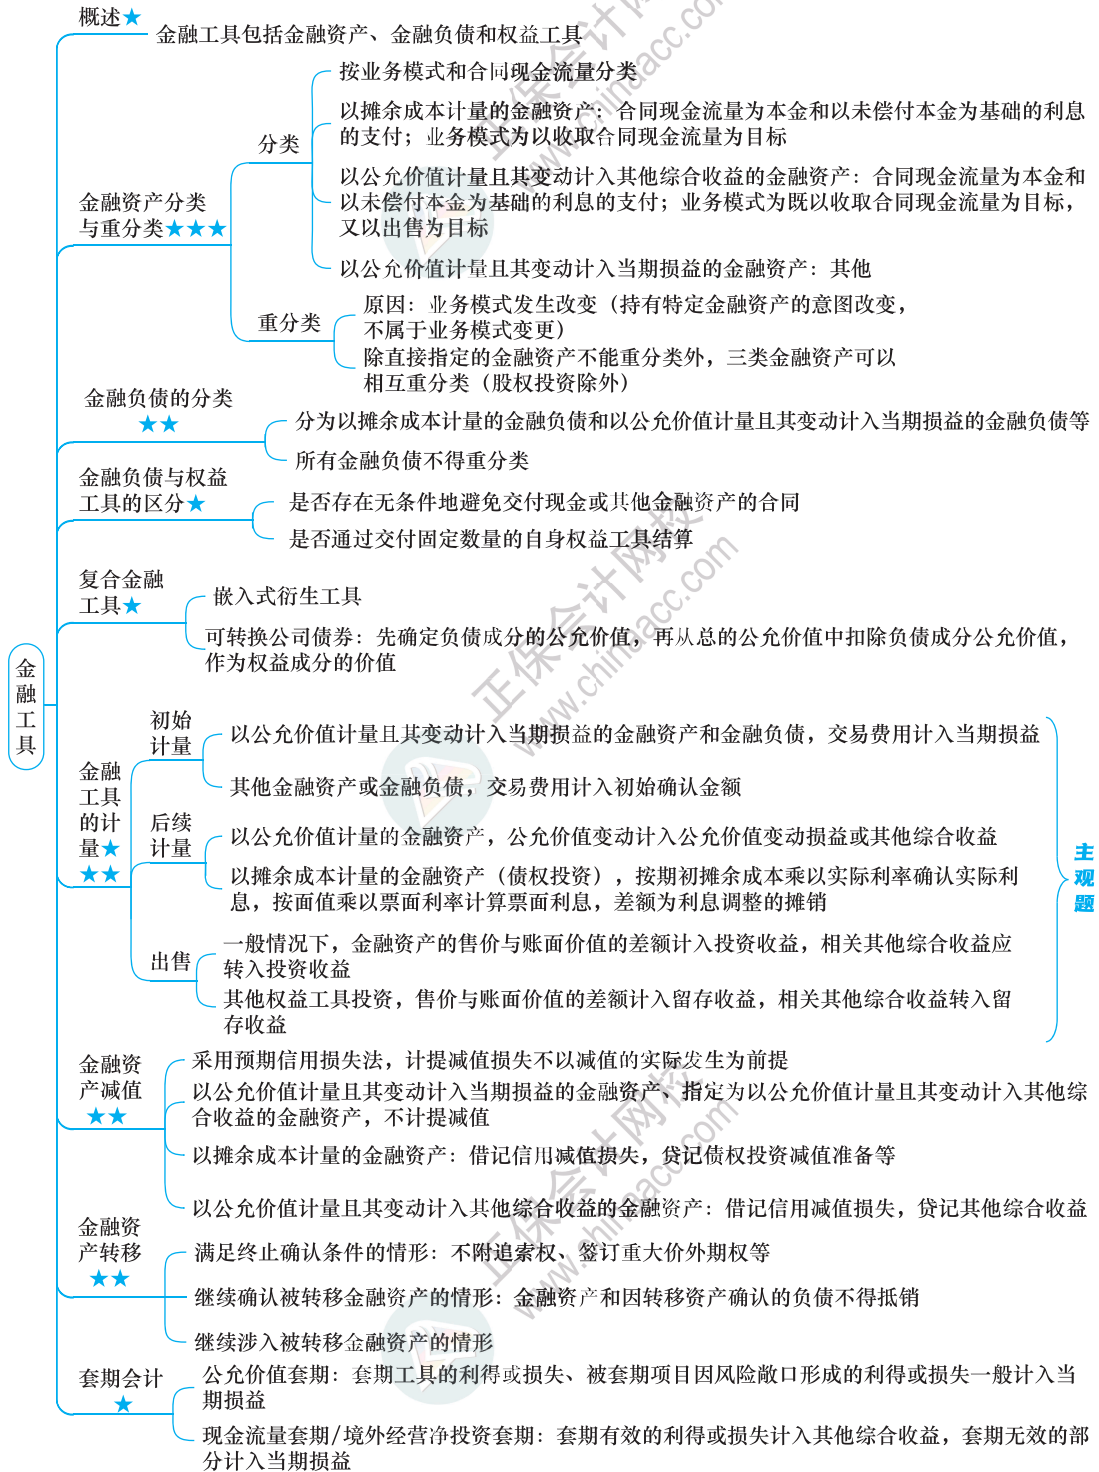 概述★
金融工具包括金融资产、金融负债和权益工具
金融资产分类
与重分类★★★
分类
按业务模式和合同现金流量分类
以摊余成本计量的金融资产：合同现金流量为本金和以未偿付本金为基础的利息
的支付；业务模式为以收取合同现金流量为目标
以公允价值计量且其变动计入其他综合收益的金融资产：合同现金流量为本金和
以未偿付本金为基础的利息的支付；业务模式为既以收取合同现金流量为目标，
又以出售为目标
以公允价值计量且其变动计入当期损益的金融资产：其他
重分类
原因：业务模式发生改变（持有特定金融资产的意图改变，
不属于业务模式变更）
除直接指定的金融资产不能重分类外，三类金融资产可以
相互重分类（股权投资除外）
金融负债的分类
★★
分为以摊余成本计量的金融负债和以公允价值计量且其变动计入当期损益的金融负债等
所有金融负债不得重分类
金融负债与权益
工具的区分★
是否存在无条件地避免交付现金或其他金融资产的合同
是否通过交付固定数量的自身权益工具结算
复合金融
工具★
嵌入式衍生工具
可转换公司债券：先确定负债成分的公允价值，再从总的公允价值中扣除负债成分公允价值，
作为权益成分的价值
金融工具
金融
工具
的计
量★
★★
初始
计量
以公允价值计量且其变动计入当期损益的金融资产和金融负债，交易费用计入当期损益
其他金融资产或金融负债，交易费用计入初始确认金额
后续
计量
以公允价值计量的金融资产，公允价值变动计入公允价值变动损益或其他综合收益
以摊余成本计量的金融资产（债权投资），按期初摊余成本乘以实际利率确认实际利
息，按面值乘以票面利率计算票面利息，差额为利息调整的摊销
出售
一般情况下，金融资产的售价与账面价值的差额计入投资收益，相关其他综合收益应
转入投资收益
其他权益工具投资，售价与账面价值的差额计入留存收益，相关其他综合收益转入留
存收益
主观题
金融资
产减值
★★
采用预期信用损失法，计提减值损失不以减值的实际发生为前提
以公允价值计量且其变动计入当期损益的金融资产、指定为以公允价值计量且其变动计入其他综
合收益的金融资产，不计提减值
以摊余成本计量的金融资产：借记信用减值损失，贷记债权投资减值准备等
以公允价值计量且其变动计入其他综合收益的金融资产：借记信用减值损失，贷记其他综合收益
金融资
产转移
★★
满足终止确认条件的情形：不附追索权、签订重大价外期权等
继续确认被转移金融资产的情形：金融资产和因转移资产确认的负债不得抵销
继续涉入被转移金融资产的情形
套期会计
★
公允价值套期：套期工具的利得或损失、被套期项目因风险敞口形成的利得或损失一般计入当
期损益
现金流量套期/境外经营净投资套期：套期有效的利得或损失计入其他综合收益，套期无效的部
分计入当期损益
正保会计网校
www.chinaacc.com
正保会计网校
www.chinaacc.com
正保会计网校
www.chinaacc.com